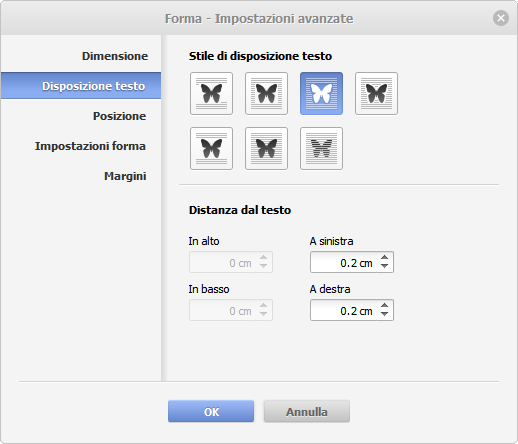 Forma - Impostazioni avanzate
Dimensione
Disposizione testo
Posizione
Impostazioni forma
Margini
Stile di disposizione testo
Distanza dal testo
In alto
A sinistra
0 cm
0.2 cm
In basso
A destra
0 cm
0.2 cm
OK
Annulla